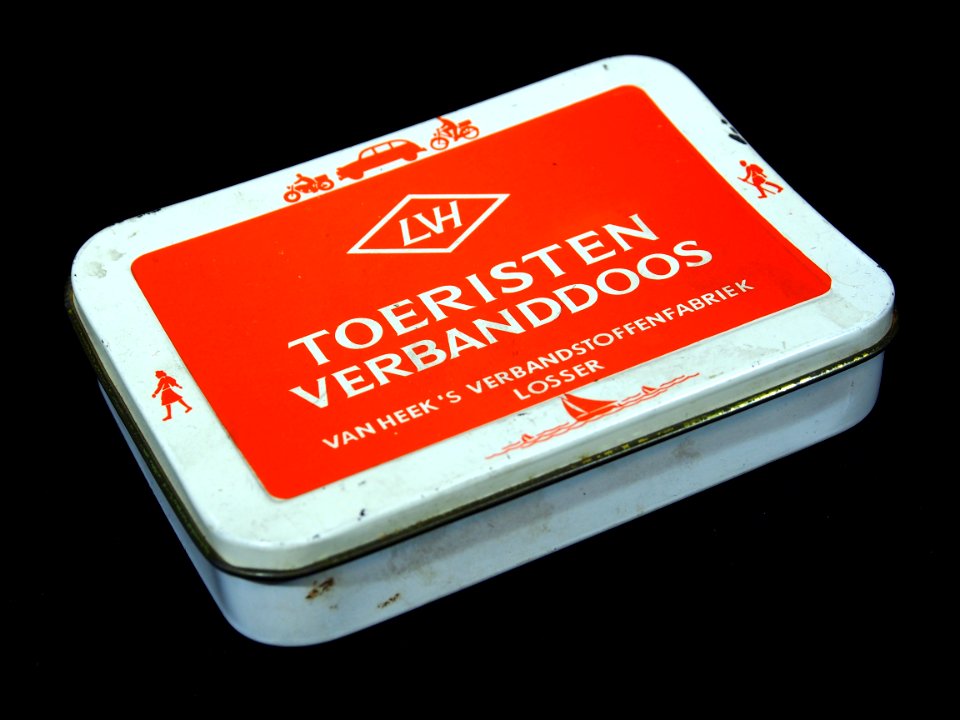 LVH
TOERISTEN
VERBANDDOOS
VAN HEEK'S VERBANDSTOFFENFABRIEK
LOSSER